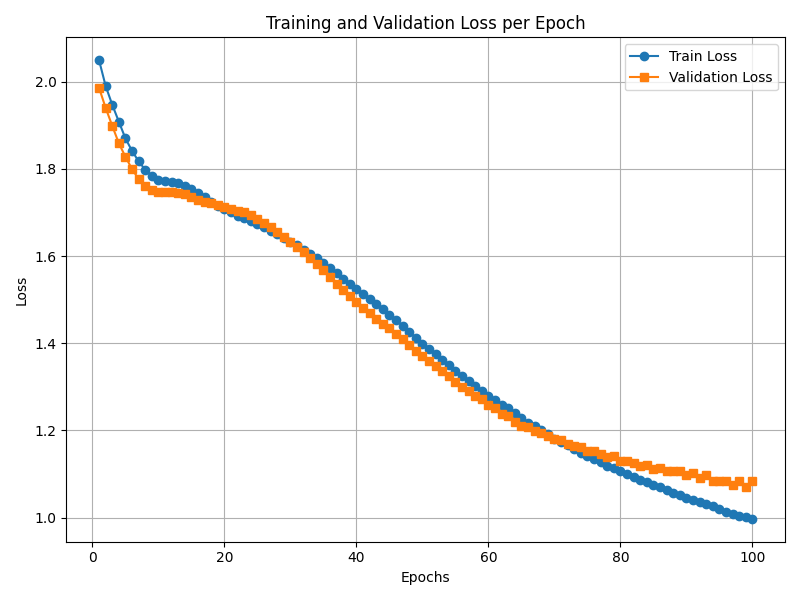 Training and Validation Loss per Epoch
Train Loss
Validation Loss
2.0
1.8
1.6
1.4
1.2
1.0
Loss
0 20 40 60 80 100
Epochs